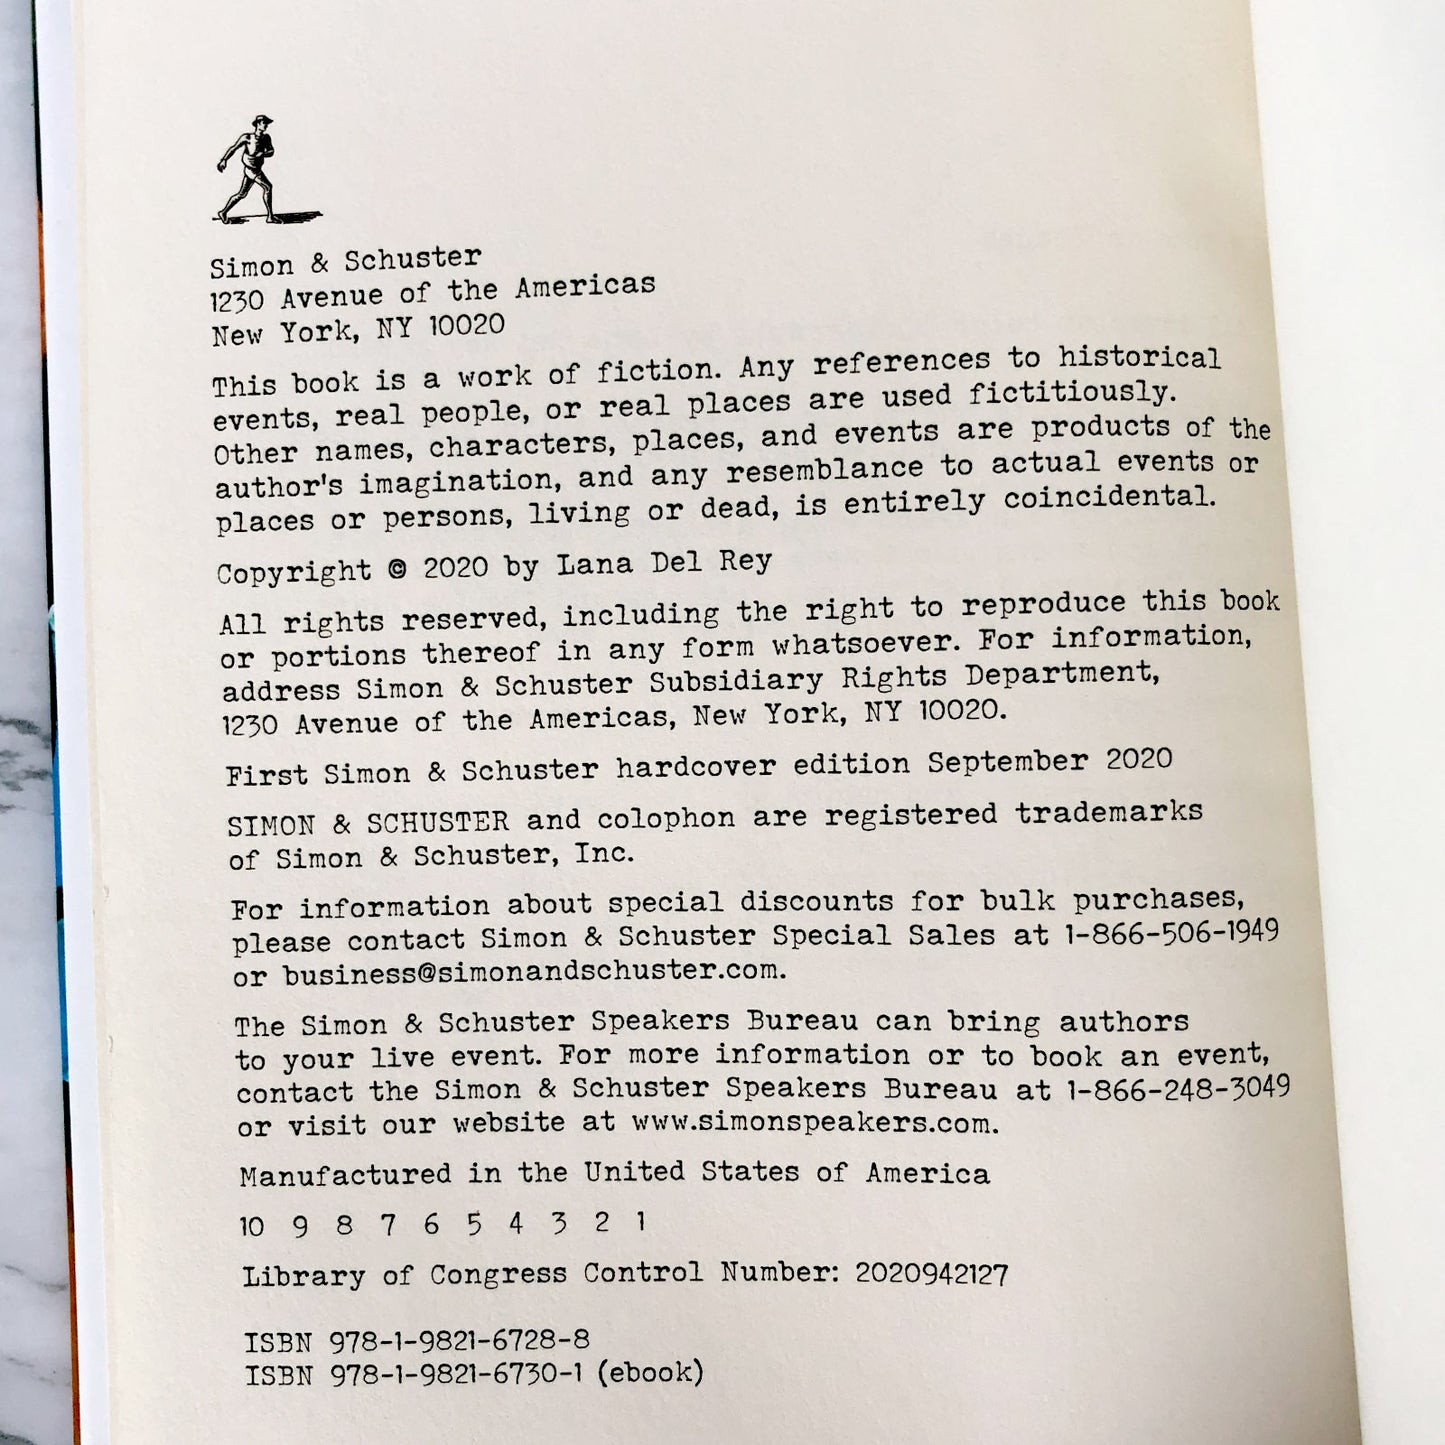 Simon & Schuster
1230 Avenue of the Americas
New York, NY 10020
This book is a work of fiction. Any references to historical
events, real people, or real places are used fictitiously.
Other names, characters, places, and events are products of the
author's imagination, and any resemblance to actual events or
places or persons, living or dead, is entirely coincidental.
Copyright © 2020 by Lana Del Rey
All rights reserved, including the right to reproduce this book
or portions thereof in any form whatsoever. For information,
address Simon & Schuster Subsidiary Rights Department,
1230 Avenue of the Americas, New York, NY 10020.
First Simon & Schuster hardcover edition September 2020
SIMON & SCHUSTER and colophon are registered trademarks
of Simon & Schuster, Inc.
For information about special discounts for bulk purchases,
please contact Simon & Schuster Special Sales at 1-866-506-1949
or business@simonandschuster.com.
The Simon & Schuster Speakers Bureau can bring authors
to your live event. For more information or to book an event,
contact the Simon & Schuster Speakers Bureau at 1-866-248-3049
or visit our website at www.simonspeakers.com.
Manufactured in the United States of America
10 9 8 7 6 5 4 3 2 1
Library of Congress Control Number: 2020942127
ISBN 978-1-9821-6728-8
ISBN 978-1-9821-6730-1 (ebook)